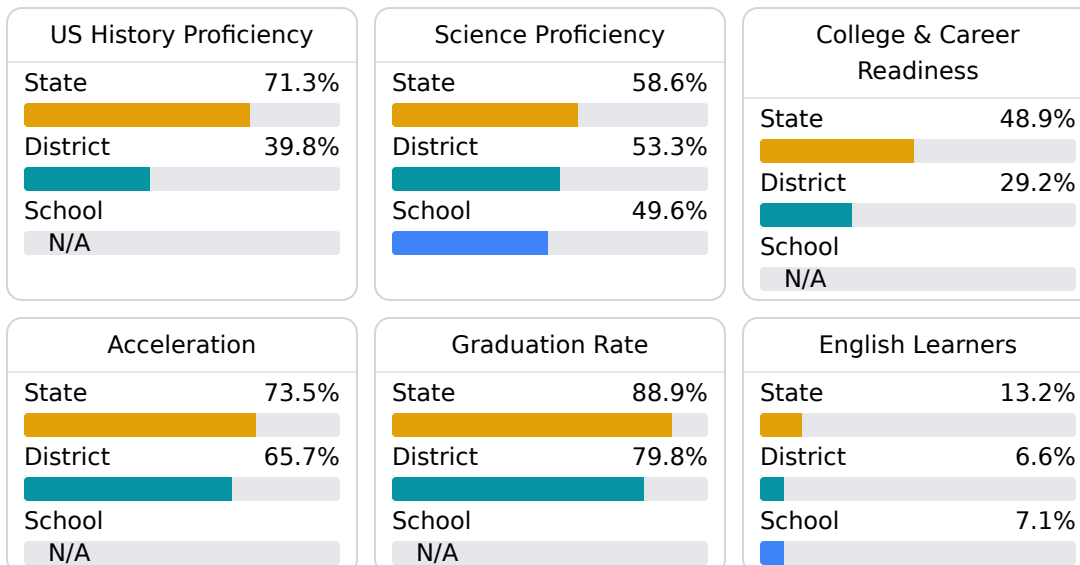 US History Proficiency
State 71.3%
District 39.8%
School
N/A
Science Proficiency
State 58.6%
District 53.3%
School 49.6%
College & Career
Readiness
State 48.9%
District 29.2%
School
N/A
Acceleration
State 73.5%
District 65.7%
School
N/A
Graduation Rate
State 88.9%
District 79.8%
School
N/A
English Learners
State 13.2%
District 6.6%
School 7.1%